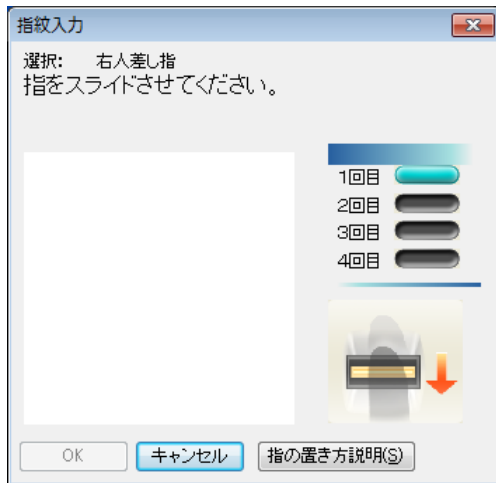 指紋入力
選択: 右人差し指
指をスライドさせてください。
1回目
2回目
3回目
4回目
OK
キャンセル
指の置き方説明(S)